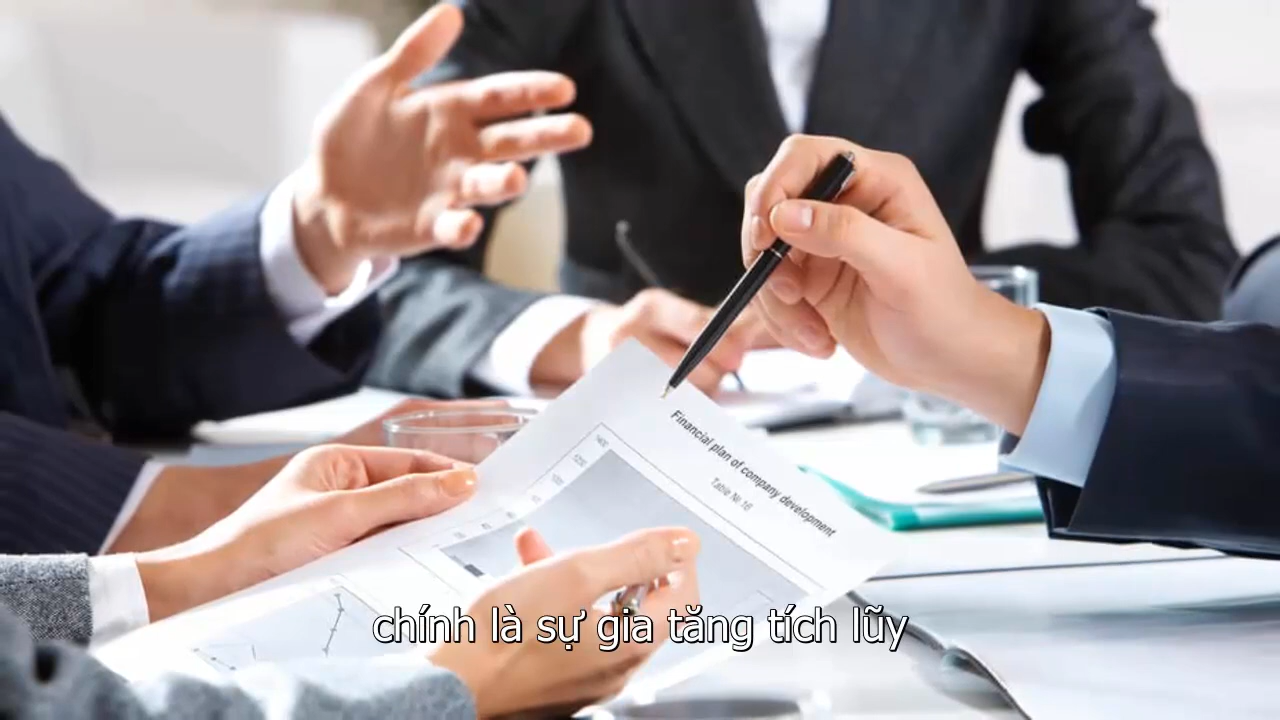 Financial plan of company development
Table № 16
chính là sự gia tăng tích lũy